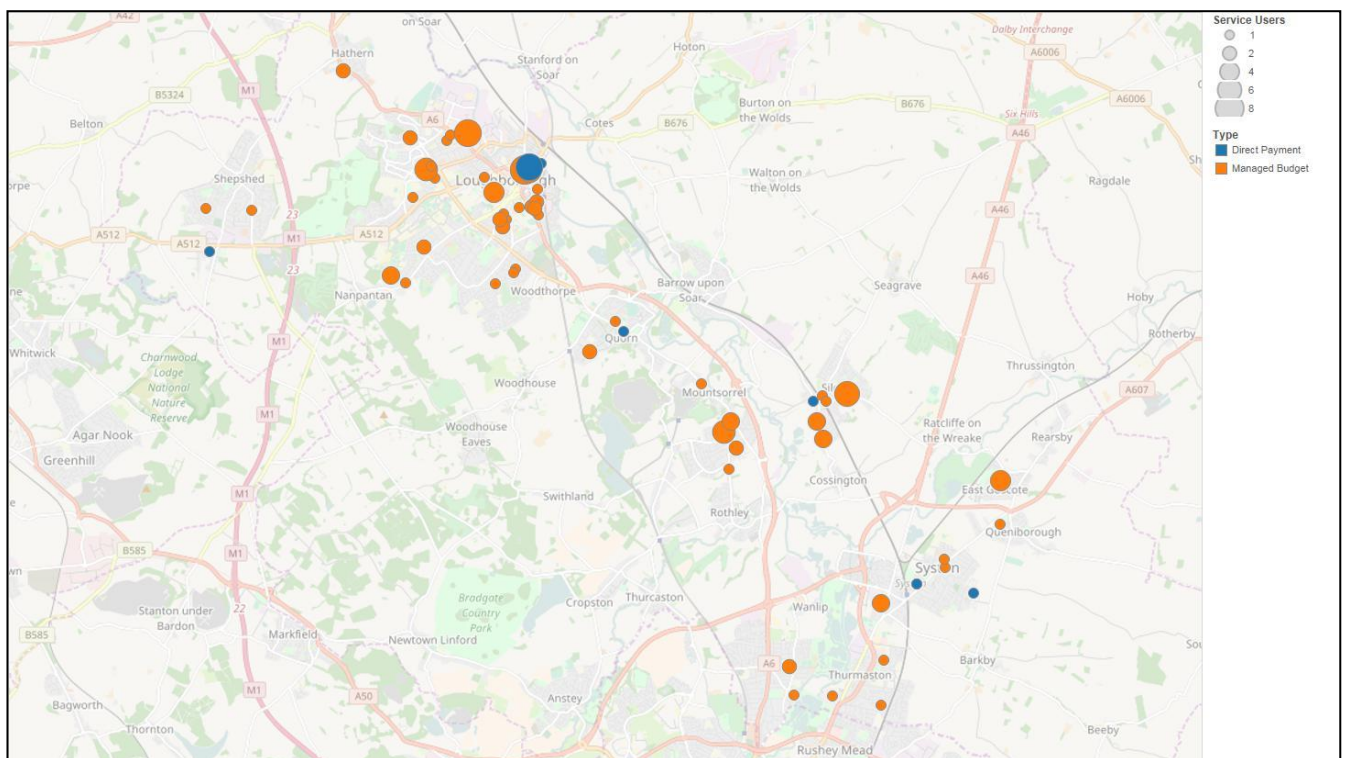 A42
on Soar
Hathern
Hoton
Stanford on
Soar
Dalby Interchange
A6006
M1
B5324
Belton
A6
Cotes
B676
Burton on
the Wolds
B676
A6006
Six Hills
A46
Shepshed
Loughborough
Walton on
the Wolds
Ragdale
23
A512
A512
M1
A512
A46
23
A46
Nanpantan
Woodthorpe
Barrow upon
Soar
Seagrave
Hoby
M1
Quorn
Rotherby
Whitwick
Charnwood
Lodge
National
Nature
Reserve
Woodhouse
Mountsorrel
Thrussington
A607
M1
Agar Nook
Woodhouse
Eaves
Ratcliffe on
the Wreake
Rearsby
Greenhill
M1
Swithland
Cossington
East Goscote
Rothley
Queniborough
B585
M1
Syston
Syston
22
Stanton under
Bardon
Bradgate
Country
Park
Cropston
Thurcaston
Wanlip
B585
Markfield
Newtown Linford
A6
Barkby
M1
A50
Anstey
Thurmaston
Bagworth
Thornton
Beeby
Rushey Mead
Service Users
1
2
4
6
8
Type
Direct Payment
Managed Budget